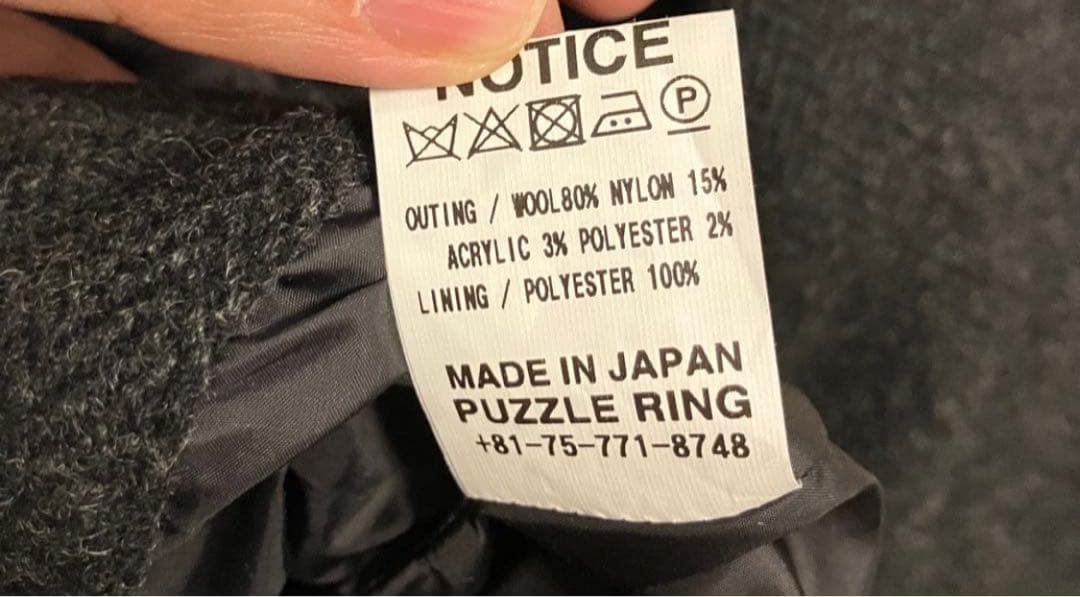 NOTICE
P
OUTING / WOOL80% NYLON 15%
ACRYLIC 3% POLYESTER 2%
LINING / POLYESTER 100%
MADE IN JAPAN
PUZZLE RING
+81-75-771-8748